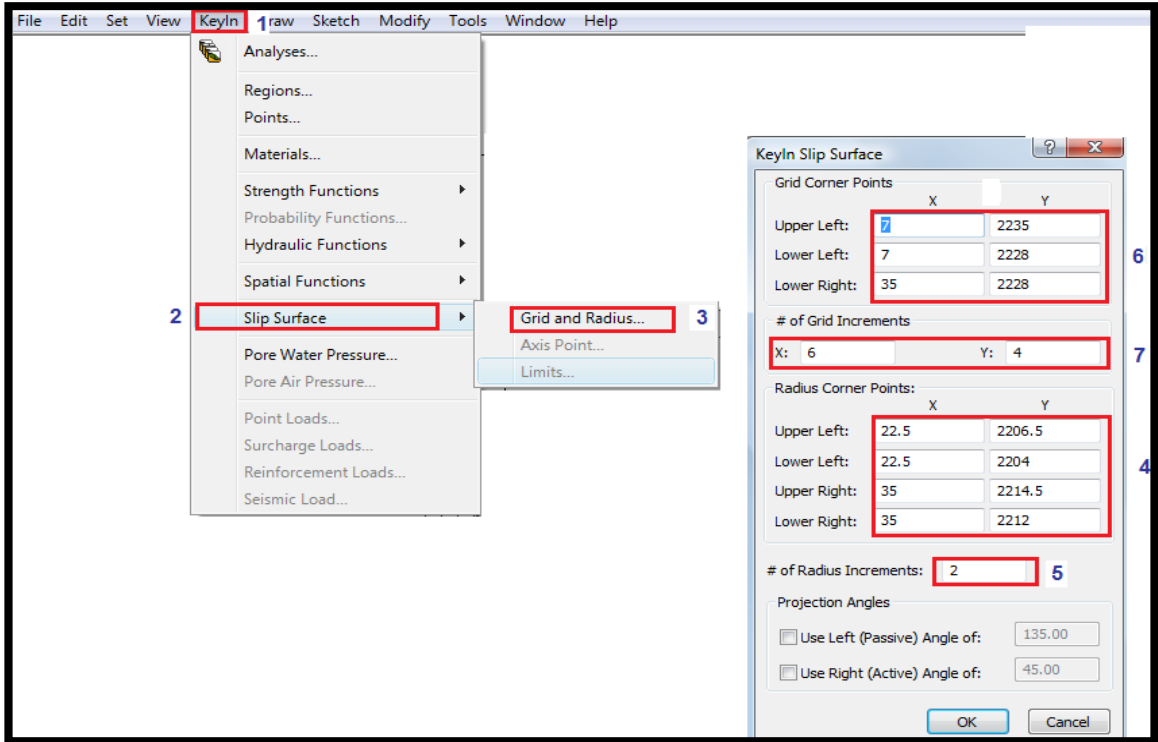 File Edit Set View KeyIn 1 raw Sketch Modify Tools Window Help
Analyses...
Regions...
Points...
Materials...
Strength Functions
Probability Functions...
Hydraulic Functions
Spatial Functions
2 Slip Surface
Grid and Radius... 3
Axis Point...
Limits...
Pore Water Pressure...
Pore Air Pressure...
Point Loads...
Surcharge Loads...
Reinforcement Loads...
Seismic Load...
KeyIn Slip Surface ? X
Grid Corner Points
X Y
Upper Left: 7 2235
Lower Left: 7 2228 6
Lower Right: 35 2228
# of Grid Increments
X: 6 Y: 4 7
Radius Corner Points:
X Y
Upper Left: 22.5 2206.5
Lower Left: 22.5 2204 4
Upper Right: 35 2214.5
Lower Right: 35 2212
# of Radius Increments: 2 5
Projection Angles
Use Left (Passive) Angle of: 135.00
Use Right (Active) Angle of: 45.00
OK Cancel